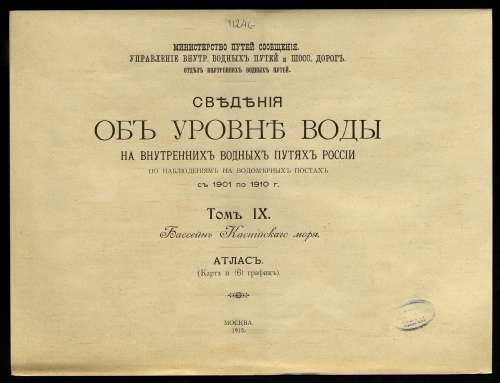 11246
МИНИСТЕРСТВО ПУТЕЙ СООБЩЕНІЯ.
УПРАВЛЕНІЕ ВНУТР. ВОДНЫХЪ ПУТЕЙ и ШОСС. ДОРОГЪ.
ОТДѢЛЪ ВНУТРЕННИХЪ ВОДНЫХЪ ПУТЕЙ.
СВѢДѢНІЯ
ОБЪ УРОВНѢ ВОДЫ
НА ВНУТРЕННИХЪ ВОДНЫХЪ ПУТЯХЪ РОССІИ
ПО НАБЛЮДЕНІЯМЪ НА ВОДОМѢРНЫХЪ ПОСТАХЪ
съ 1901 по 1910 г.
Томъ IX.
Бассейнъ Каспійскаго моря.
АТЛАСЪ.
(Карта и 161 графикъ).
МОСКВА.
1915.